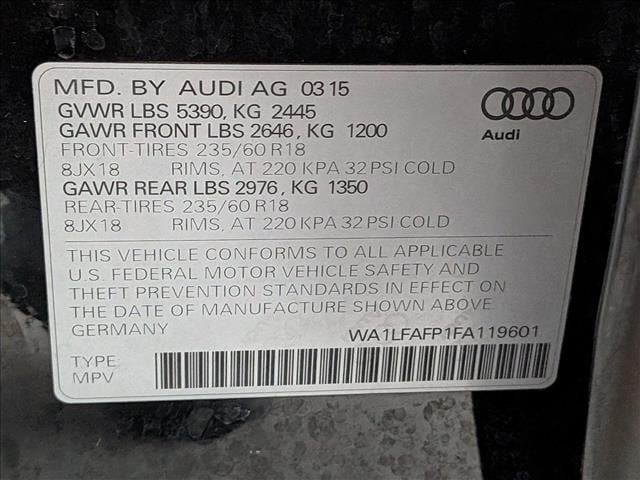 MFD. BY AUDI AG 03 15
GVWR LBS 5390, KG 2445
GAWR FRONT LBS 2646, KG 1200
FRONT-TIRES 235/60 R18
8JX18 RIMS, AT 220 KPA 32 PSI COLD
GAWR REAR LBS 2976, KG 1350
REAR-TIRES 235/60 R18
8JX18 RIMS, AT 220 KPA 32 PSI COLD
Audi
THIS VEHICLE CONFORMS TO ALL APPLICABLE
U.S. FEDERAL MOTOR VEHICLE SAFETY AND
THEFT PREVENTION STANDARDS IN EFFECT ON
THE DATE OF MANUFACTURE SHOWN ABOVE
GERMANY WA1LFAFP1FA119601
TYPE:
MPV